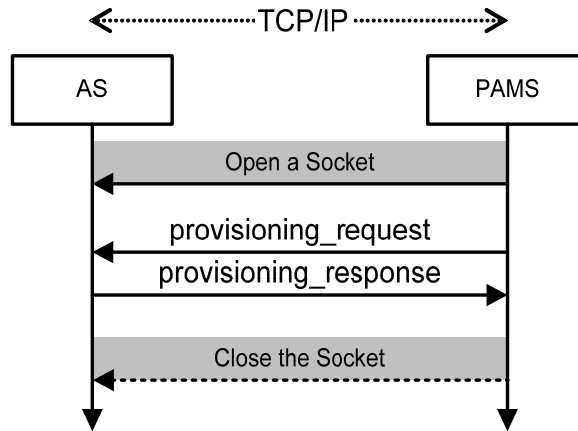 TCP/IP
AS
PAMS
Open a Socket
provisioning_request
provisioning_response
Close the Socket